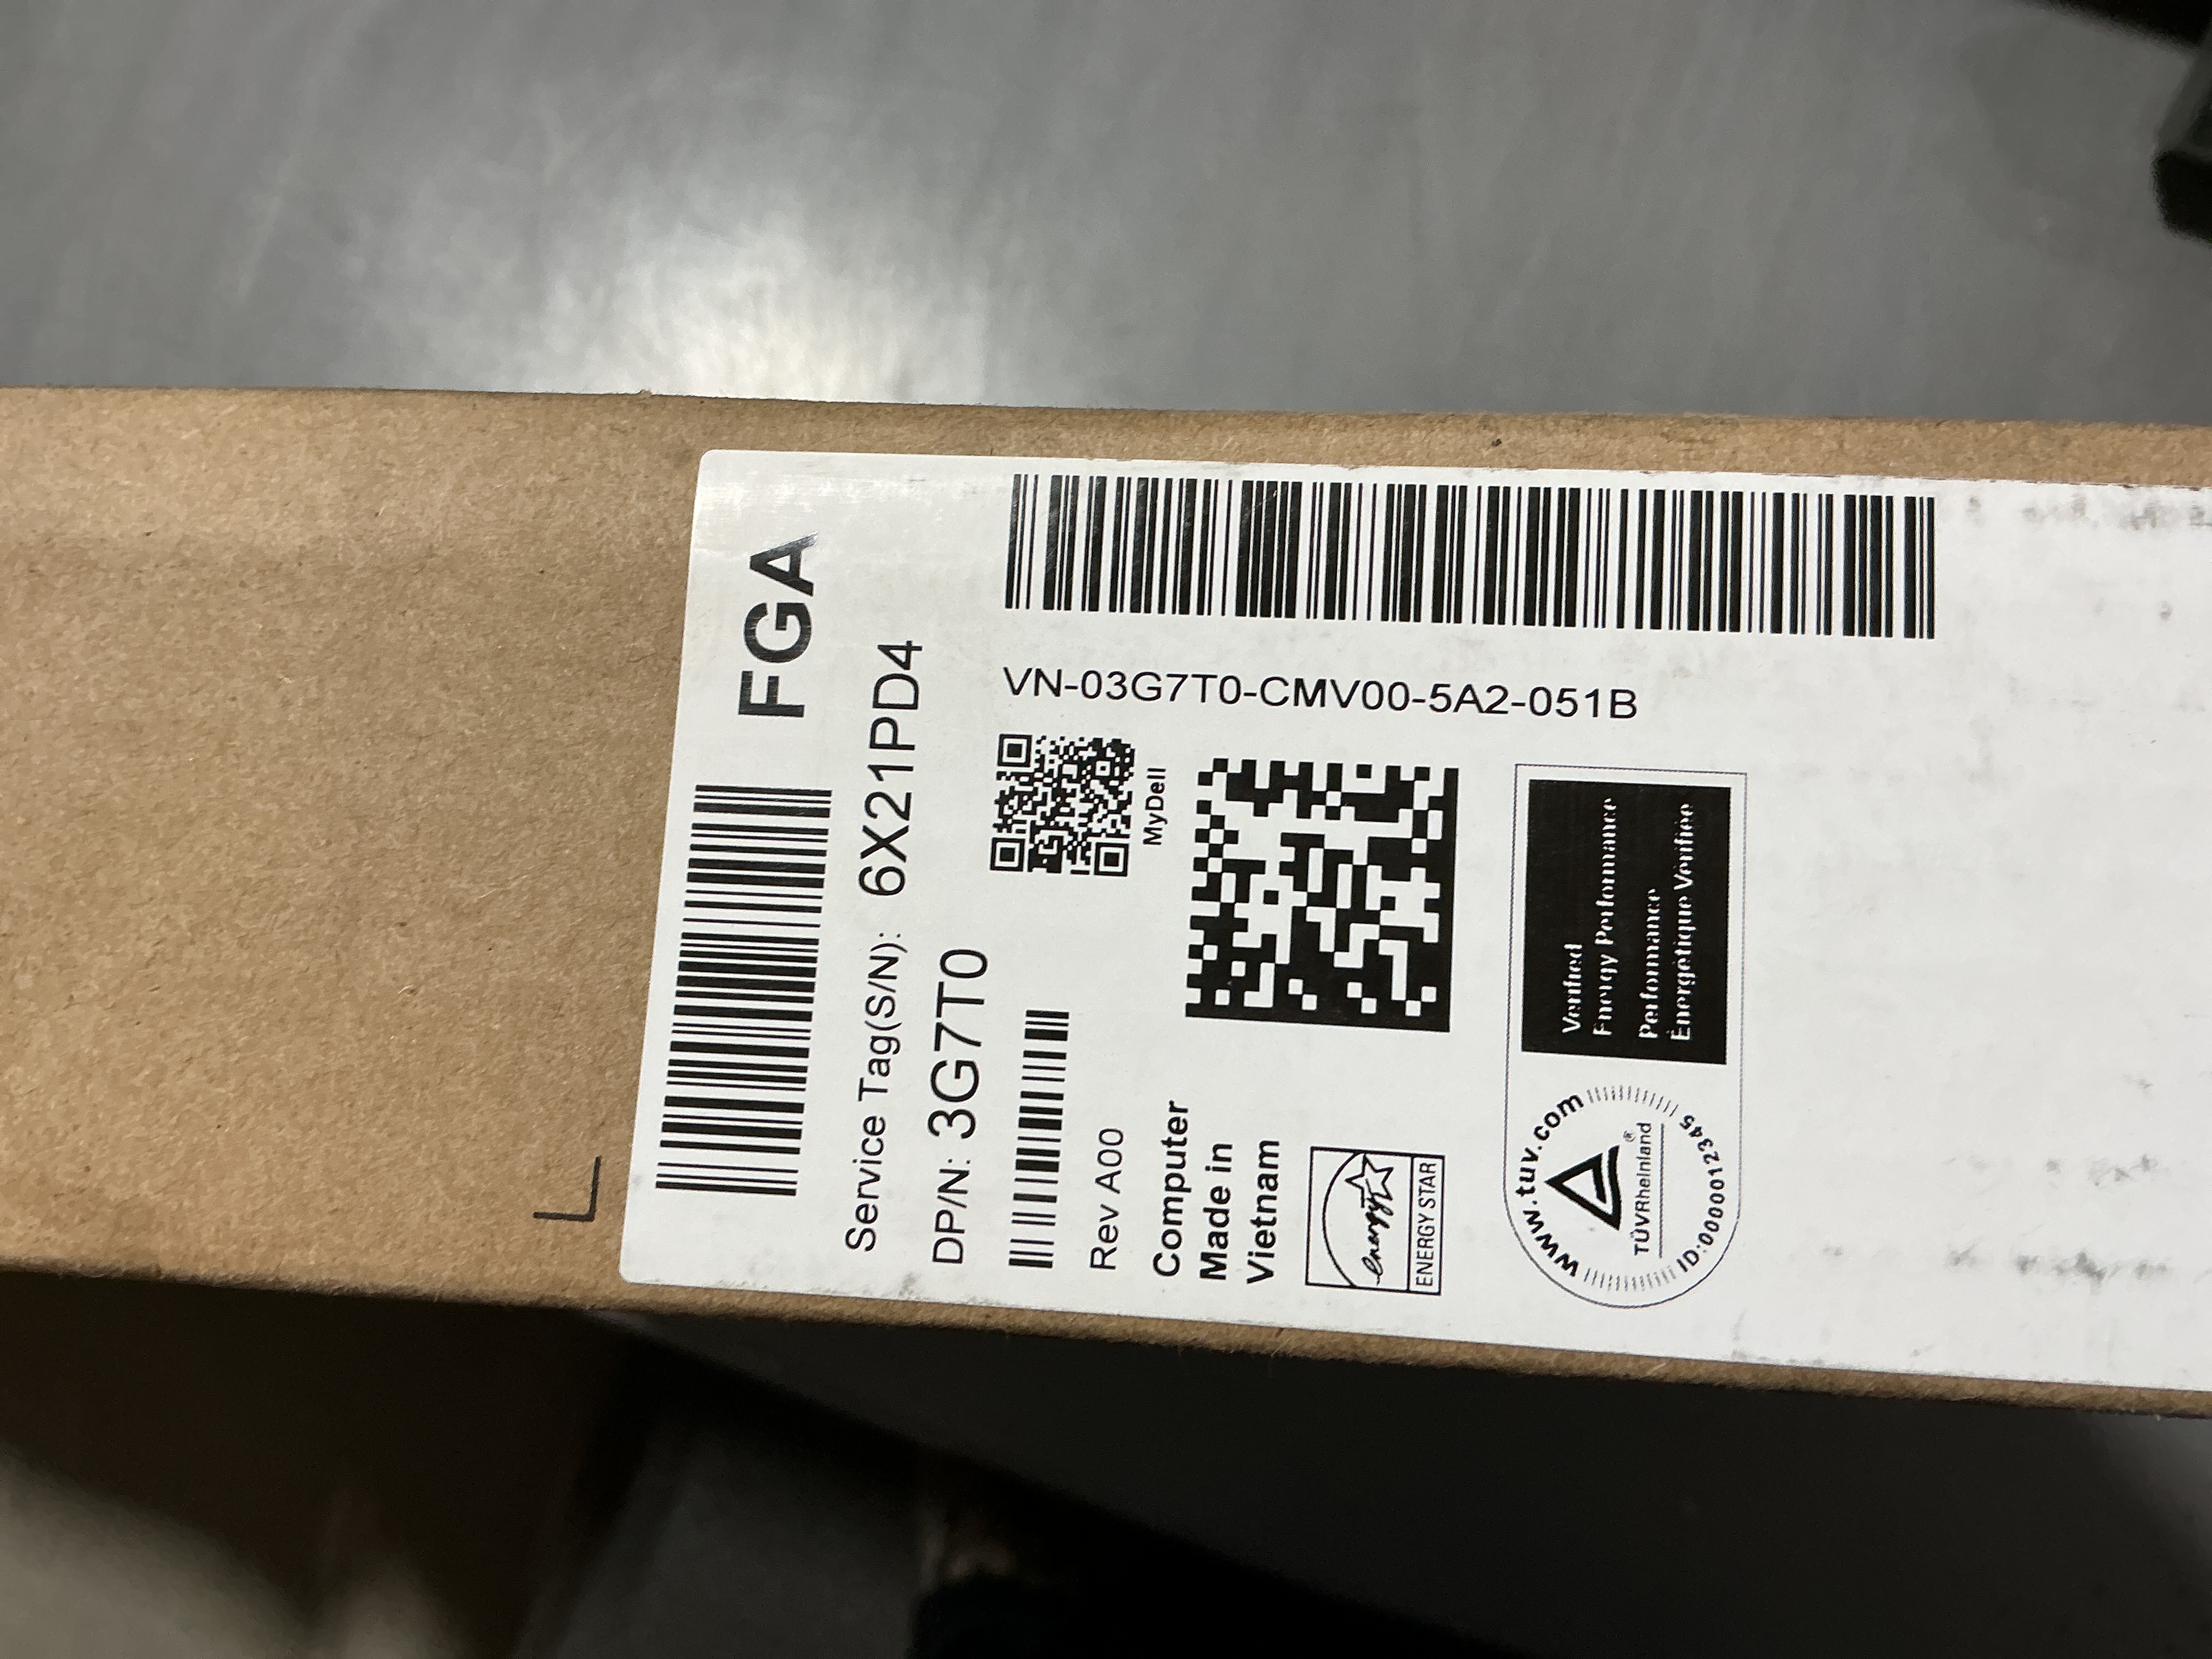 FGA
Service Tag(S/N): 6X21PD4
DP/N: 3G7T0
Rev A00
MyDell
Computer
Made in
Vietnam
VN-03G7T0-CMV00-5A2-051B
energy
ENERGY STAR
www.tuv.com
TÜVRheinland®
ID:0000012345
Verified
Energy Performance
Performance
Énergétique Vérifiée